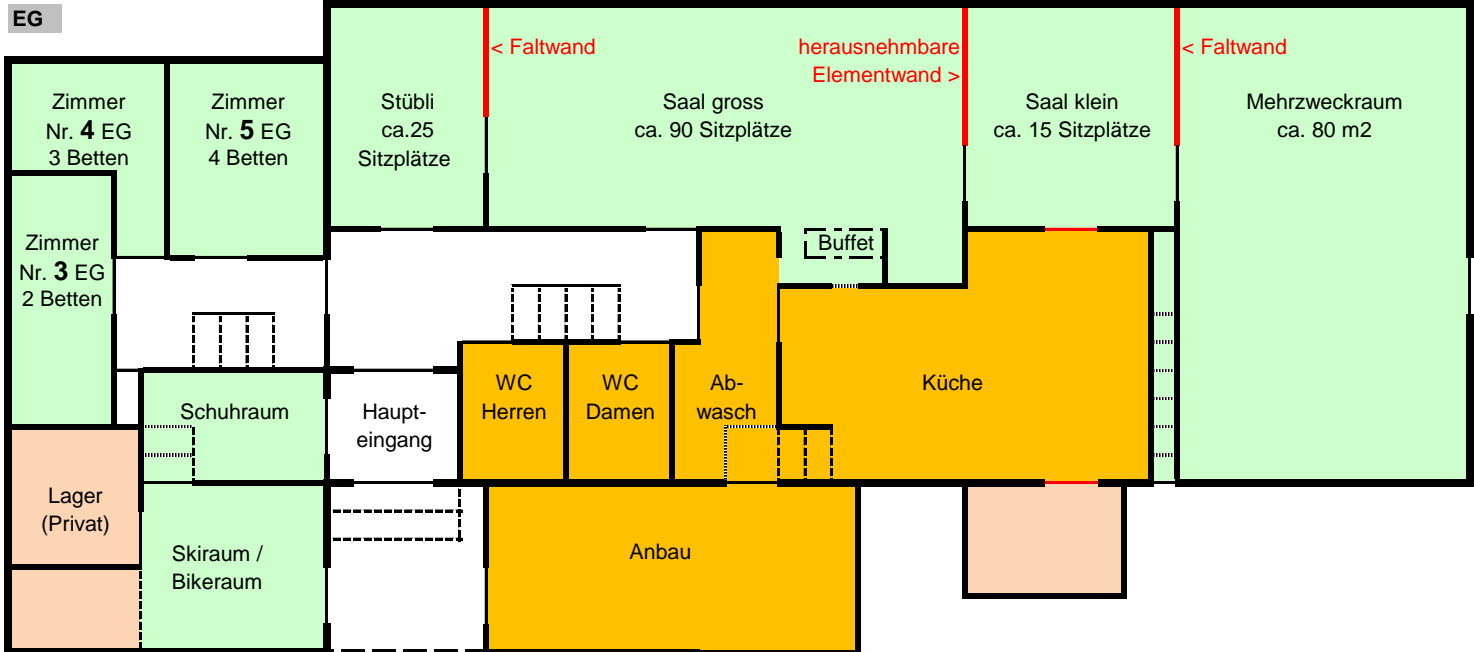 EG
< Faltwand
herausnehmbare
Elementwand >
< Faltwand
Zimmer
Nr. 4 EG
3 Betten
Zimmer
Nr. 5 EG
4 Betten
Stübli
ca.25
Sitzplätze
Saal gross
ca. 90 Sitzplätze
Saal klein
ca. 15 Sitzplätze
Mehrzweckraum
ca. 80 m2
Zimmer
Nr. 3 EG
2 Betten
Buffet
Schuhraum
Haupt-
eingang
WC
Herren
WC
Damen
Ab-
wasch
Küche
Lager
(Privat)
Skiraum /
Bikeraum
Anbau